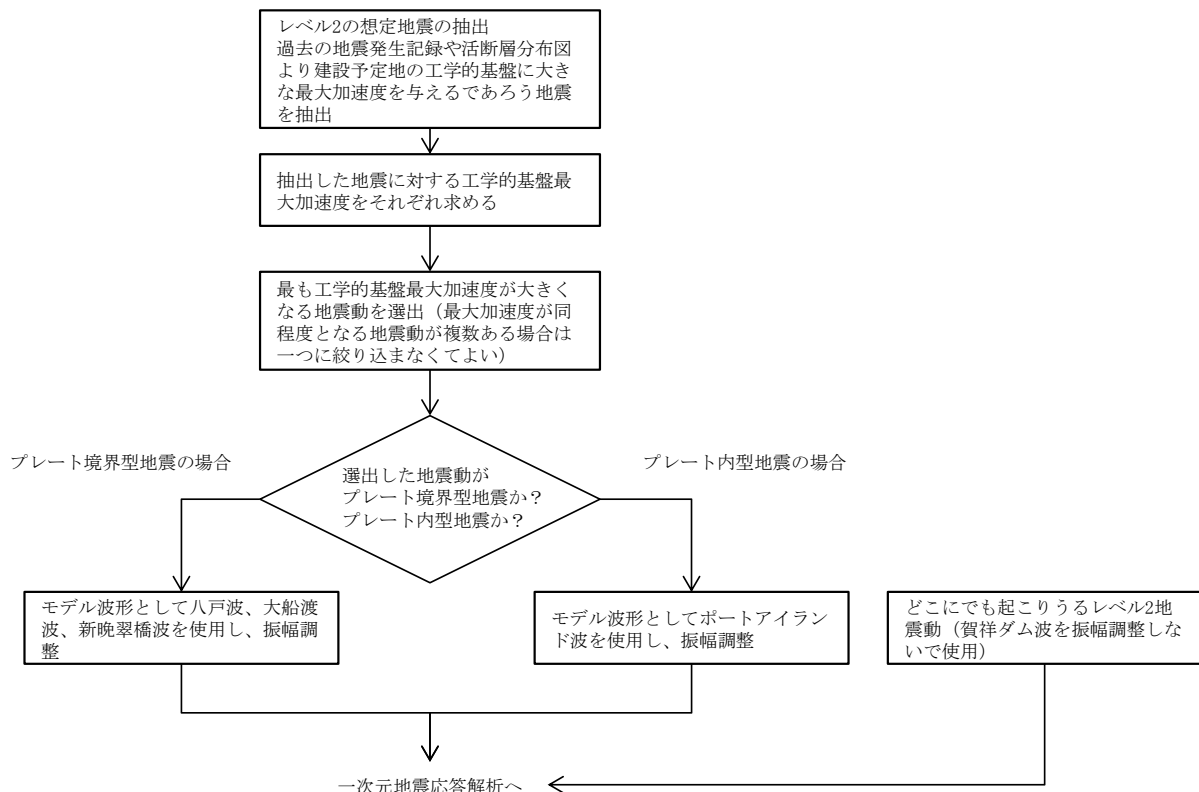 レベル2の想定地震の抽出
過去の地震発生記録や活断層分布図
より建設予定地の工学的基盤に大き
な最大加速度を与えるであろう地震
を抽出
抽出した地震に対する工学的基盤最
大加速度をそれぞれ求める
最も工学的基盤最大加速度が大きく
なる地震動を選出（最大加速度が同
程度となる地震動が複数ある場合は
一つに絞り込まなくてよい）
プレート境界型地震の場合
プレート内型地震の場合
選出した地震動が
プレート境界型地震か？
プレート内型地震か？
モデル波形として八戸波、大船渡
波、新晩翠橋波を使用し、振幅調
整
モデル波形としてポートアイラン
ド波を使用し、振幅調整
どこにでも起こりうるレベル2地
震動（賀祥ダム波を振幅調整しな
いで使用）
一次元地震応答解析へ